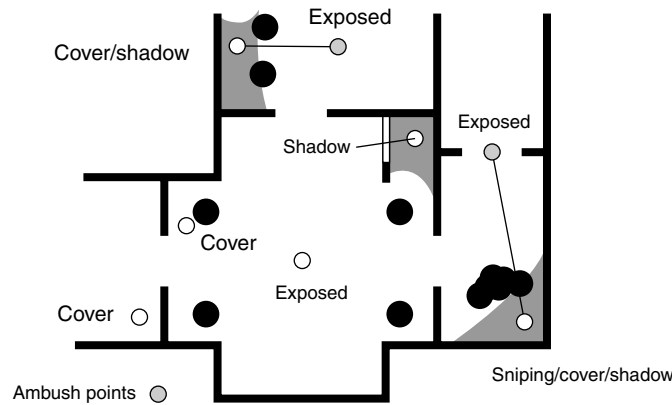 Exposed
Cover/shadow
Exposed
Shadow
Cover
Exposed
Cover
Sniping/cover/shadow
Ambush points